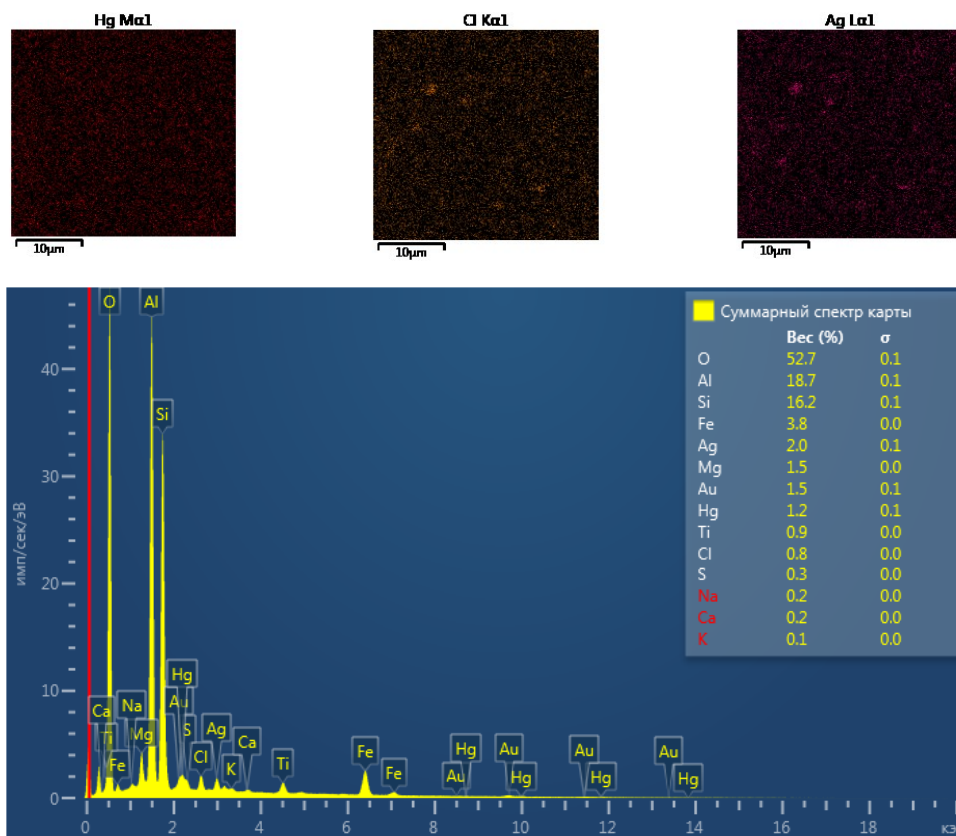 Hg Mα1
Cl Kα1
Ag Lα1
10µm
10µm
10µm
Суммарный спектр карты
Вес (%) σ
O 52.7 0.1
Al 18.7 0.1
Si 16.2 0.1
Fe 3.8 0.0
Ag 2.0 0.1
Mg 1.5 0.0
Au 1.5 0.1
Hg 1.2 0.1
Ti 0.9 0.0
Cl 0.8 0.0
S 0.3 0.0
Na 0.2 0.0
Ca 0.2 0.0
K 0.1 0.0
имп/сек/эВ
40
30
20
10
0
O
Al
Si
Hg
Ca
Na
Au
Ti
Mg
S
Ag
Fe
Cl
Ca
K
Ti
Fe
Fe
Hg
Au
Au
Hg
Au
Hg
Au
Hg
0 2 4 6 8 10 12 14 16 18 кэ